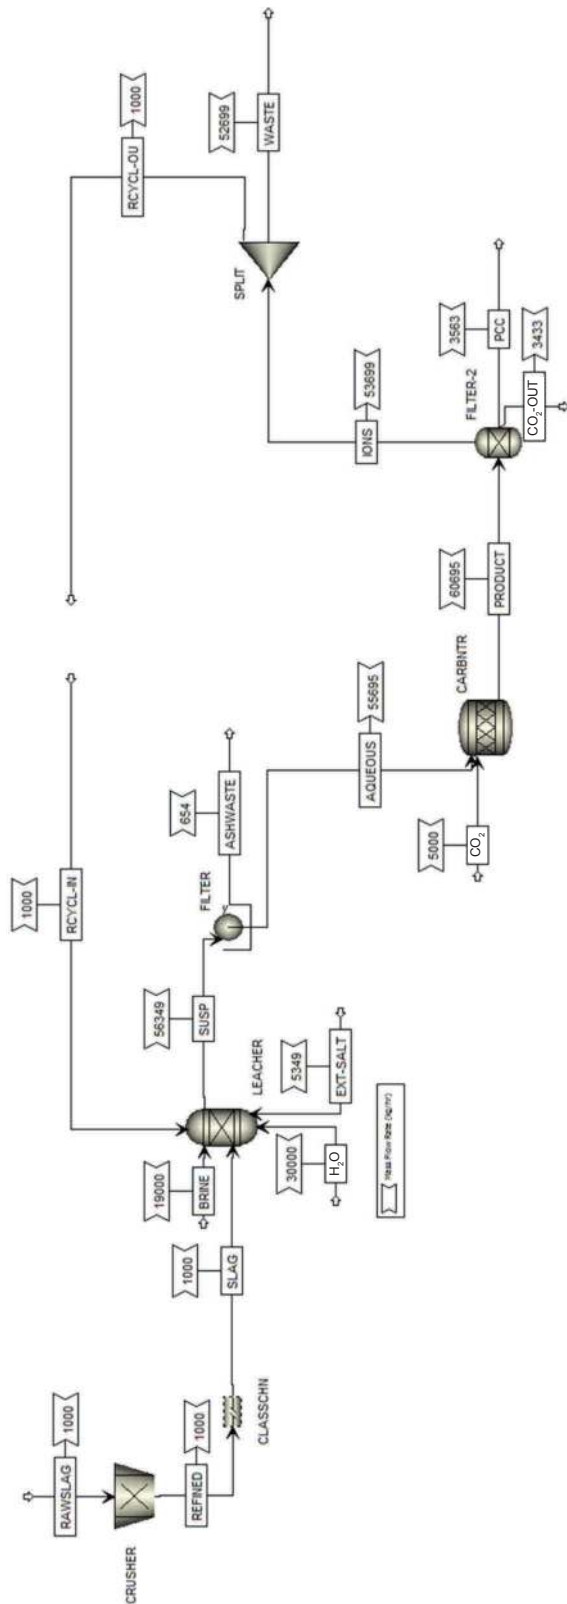 RAWSLAG
1000
CRUSHER
REFINED
1000
CLASSCHN
SLAG
1000
BRINE
19000
H₂O
30000
EXT-SALT
5349
LEACHER
RCYCL-IN
1000
SUSP
56349
FILTER
ASHWASTE
654
AQUEOUS
55695
CO₂
5000
CARBNTR
PRODUCT
60695
FILTER-2
PCC
3563
CO₂-OUT
3433
IONS
53699
SPLIT
RCYCL-OU
1000
WASTE
52699
Mass Flow Rate (kg/hr)